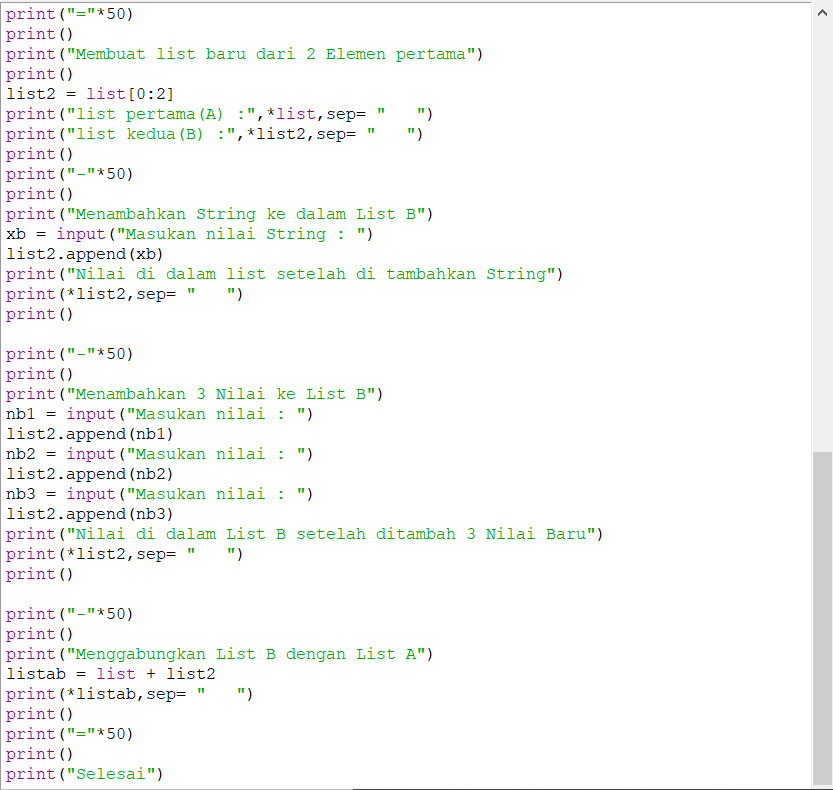 print("="*50)
print()
print("Membuat list baru dari 2 Elemen pertama")
print()
list2 = list[0:2]
print("list pertama(A) :",*list,sep= "   ")
print("list kedua(B) :",*list2,sep= "   ")
print()
print("-"*50)
print()
print("Menambahkan String ke dalam List B")
xb = input("Masukan nilai String : ")
list2.append(xb)
print("Nilai di dalam list setelah di tambahkan String")
print(*list2,sep= "   ")
print()

print("-"*50)
print()
print("Menambahkan 3 Nilai ke List B")
nb1 = input("Masukan nilai : ")
list2.append(nb1)
nb2 = input("Masukan nilai : ")
list2.append(nb2)
nb3 = input("Masukan nilai : ")
list2.append(nb3)
print("Nilai di dalam List B setelah ditambah 3 Nilai Baru")
print(*list2,sep= "   ")
print()

print("-"*50)
print()
print("Menggabungkan List B dengan List A")
listab = list + list2
print(*listab,sep= "   ")
print()
print("="*50)
print()
print("Selesai")